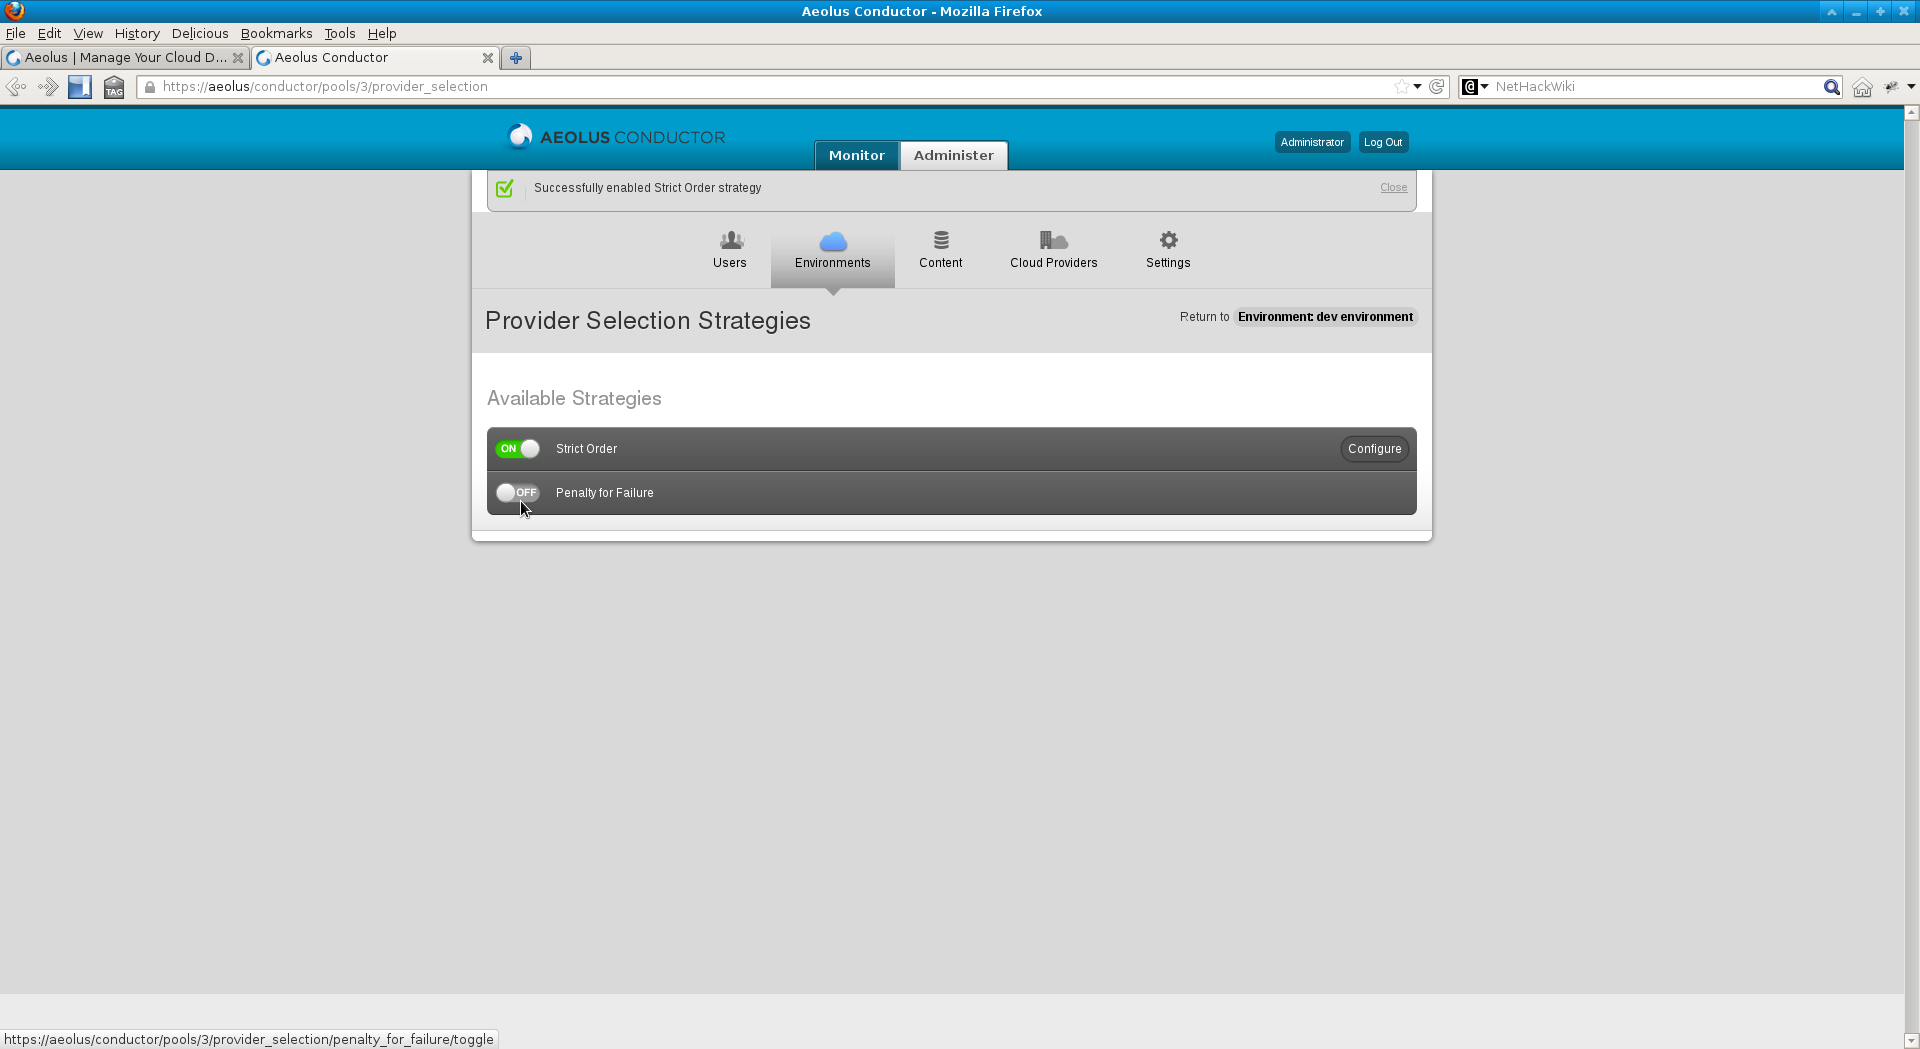 Aeolus Conductor - Mozilla Firefox
File Edit View History Delicious Bookmarks Tools Help
Aeolus | Manage Your Cloud D... Aeolus Conductor
TAG https://aeolus/conductor/pools/3/provider_selection @ NetHackWiki
AEOLUS CONDUCTOR Monitor Administer Administrator Log Out
Successfully enabled Strict Order strategy Close
Users Environments Content Cloud Providers Settings
Provider Selection Strategies Return to Environment: dev environment
Available Strategies
ON Strict Order Configure
OFF Penalty for Failure
https://aeolus/conductor/pools/3/provider_selection/penalty_for_failure/toggle